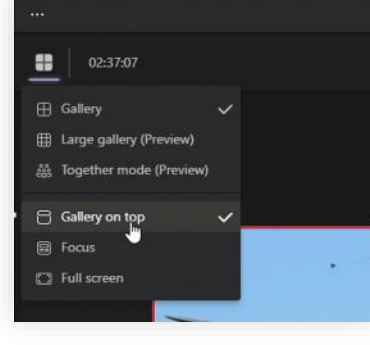 ...
02:37:07
Gallery
Large gallery (Preview)
Together mode (Preview)
Gallery on top
Focus
Full screen